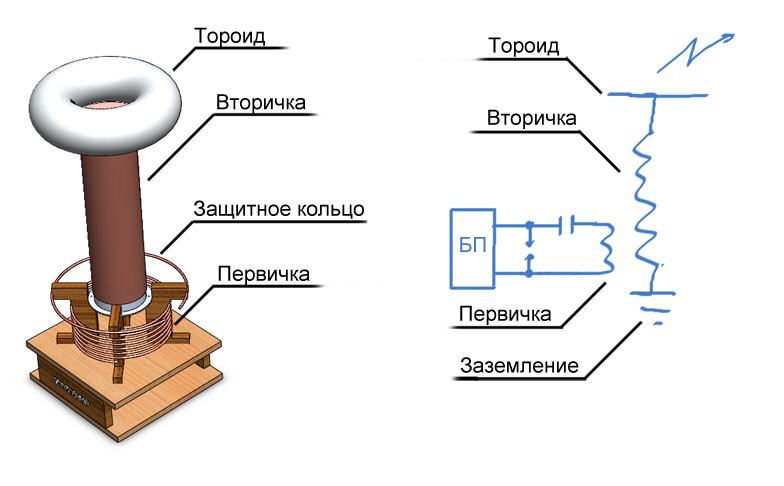 Тороид
Вторичка
Защитное кольцо
Первичка
Тороид
Вторичка
БП
Первичка
Заземление